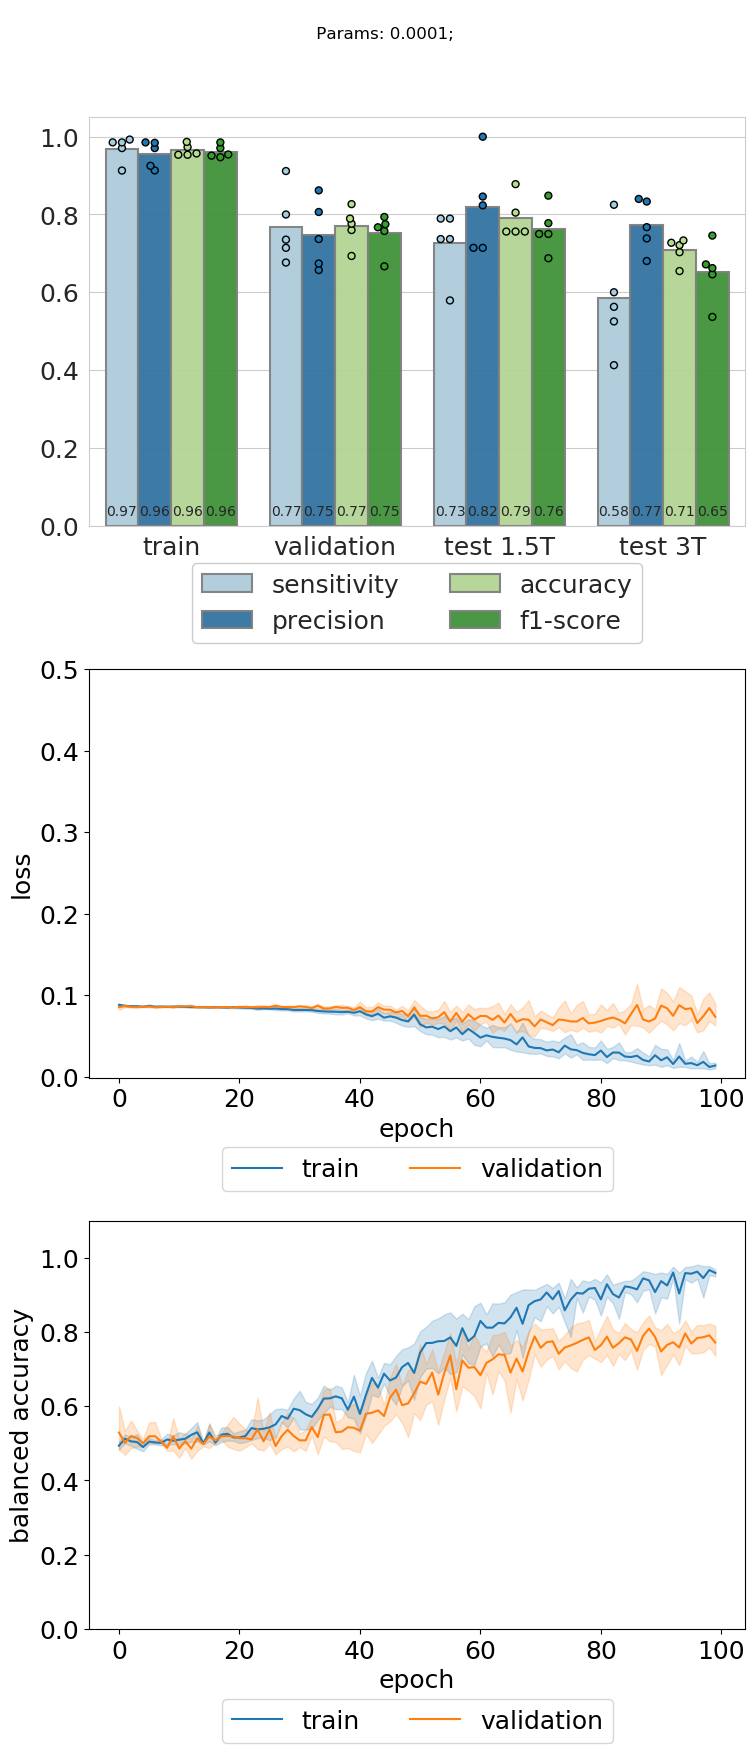 Params: 0.0001;
1.0
0.8
0.6
0.4
0.2
0.0
0.97 0.96 0.96 0.96 0.77 0.75 0.77 0.75 0.73 0.82 0.79 0.76 0.58 0.77 0.71 0.65
train validation test 1.5T test 3T
sensitivity accuracy
precision f1-score
0.5
0.4
0.3
0.2
0.1
0.0
loss
0 20 40 60 80 100
epoch
train validation
1.0
0.8
0.6
0.4
0.2
0.0
balanced accuracy
0 20 40 60 80 100
epoch
train validation